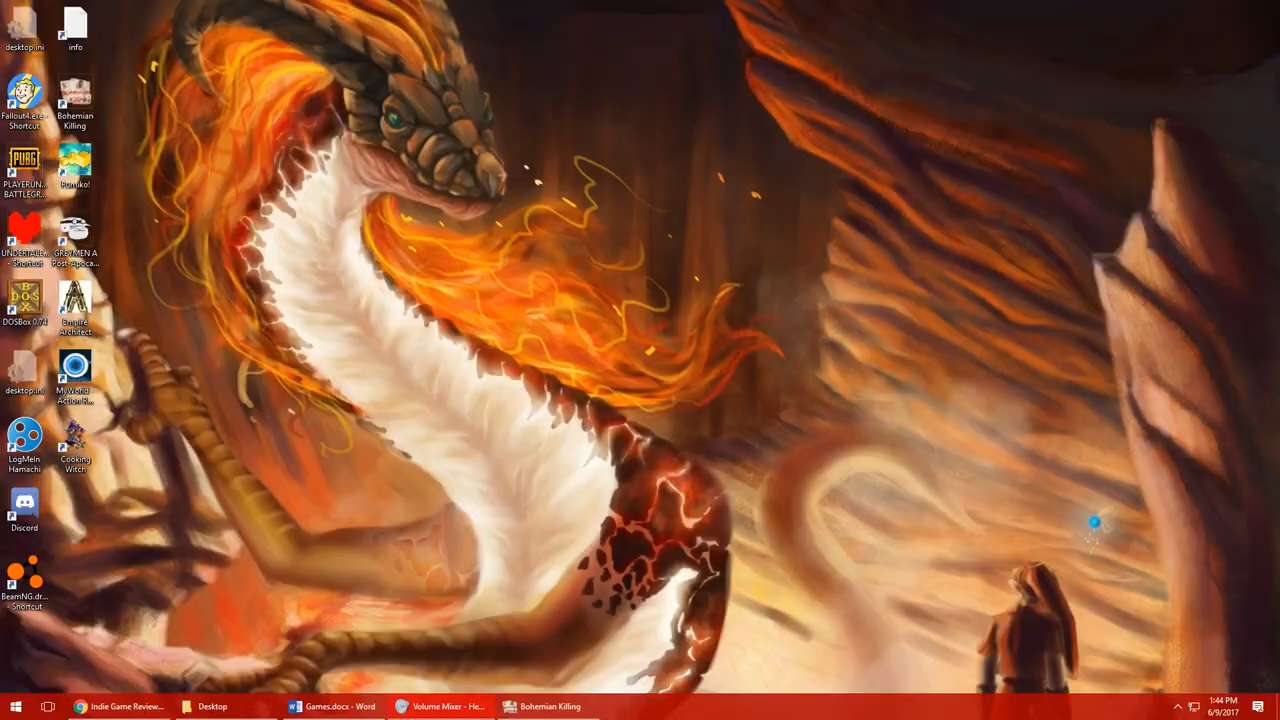 desktop.ini
info
Fallout4.exe -
Shortcut
Bohemian
Killing
PUBG
PLAYERUN...
BATTLEGR...
Fumiko!
UNDERTALE...
- Shortcut
GREYMEN A
Post-Apoca...
DOSBox 0.74
Empire
Architect
desktop.ini
MyWorld -
Action R...
LogMeIn
Hamachi
Cooking
Witch
Discord
BeamNG.dr...
- Shortcut
Indie Game Review...
Desktop
Games.docx - Word
Volume Mixer - He...
Bohemian Killing
1:44 PM
6/9/2017